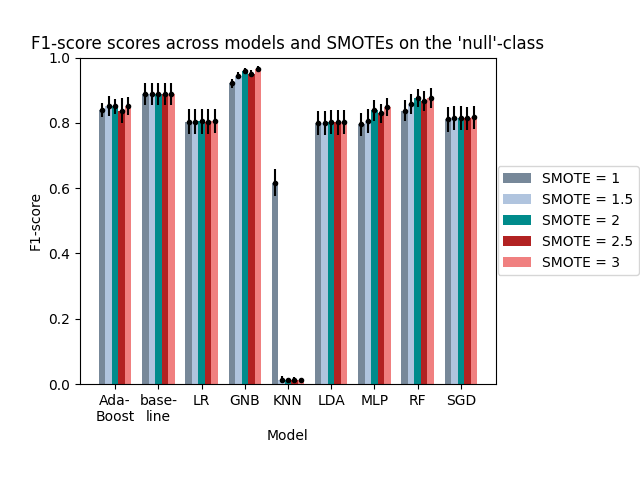 F1-score scores across models and SMOTEs on the 'null'-class
F1-score
1.0
0.8
0.6
0.4
0.2
0.0
Ada-
Boost
base-
line
LR
GNB
KNN
LDA
MLP
RF
SGD
Model
SMOTE = 1
SMOTE = 1.5
SMOTE = 2
SMOTE = 2.5
SMOTE = 3